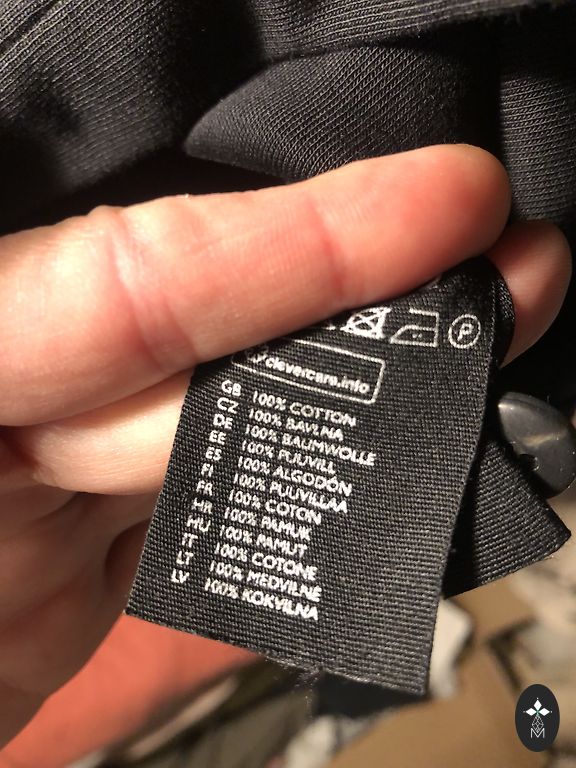 P
clevercare.info
GB 100% COTTON
CZ 100% BAVLNA
DE 100% BAUMWOLLE
EE 100% PUUVILL
ES 100% ALGODÓN
FI 100% PUUVILLAA
FR 100% COTON
HR 100% PAMUK
HU 100% PAMUT
IT 100% COTONE
LT 100% MEDVILNĖ
LV 100% KOKVILNA
M